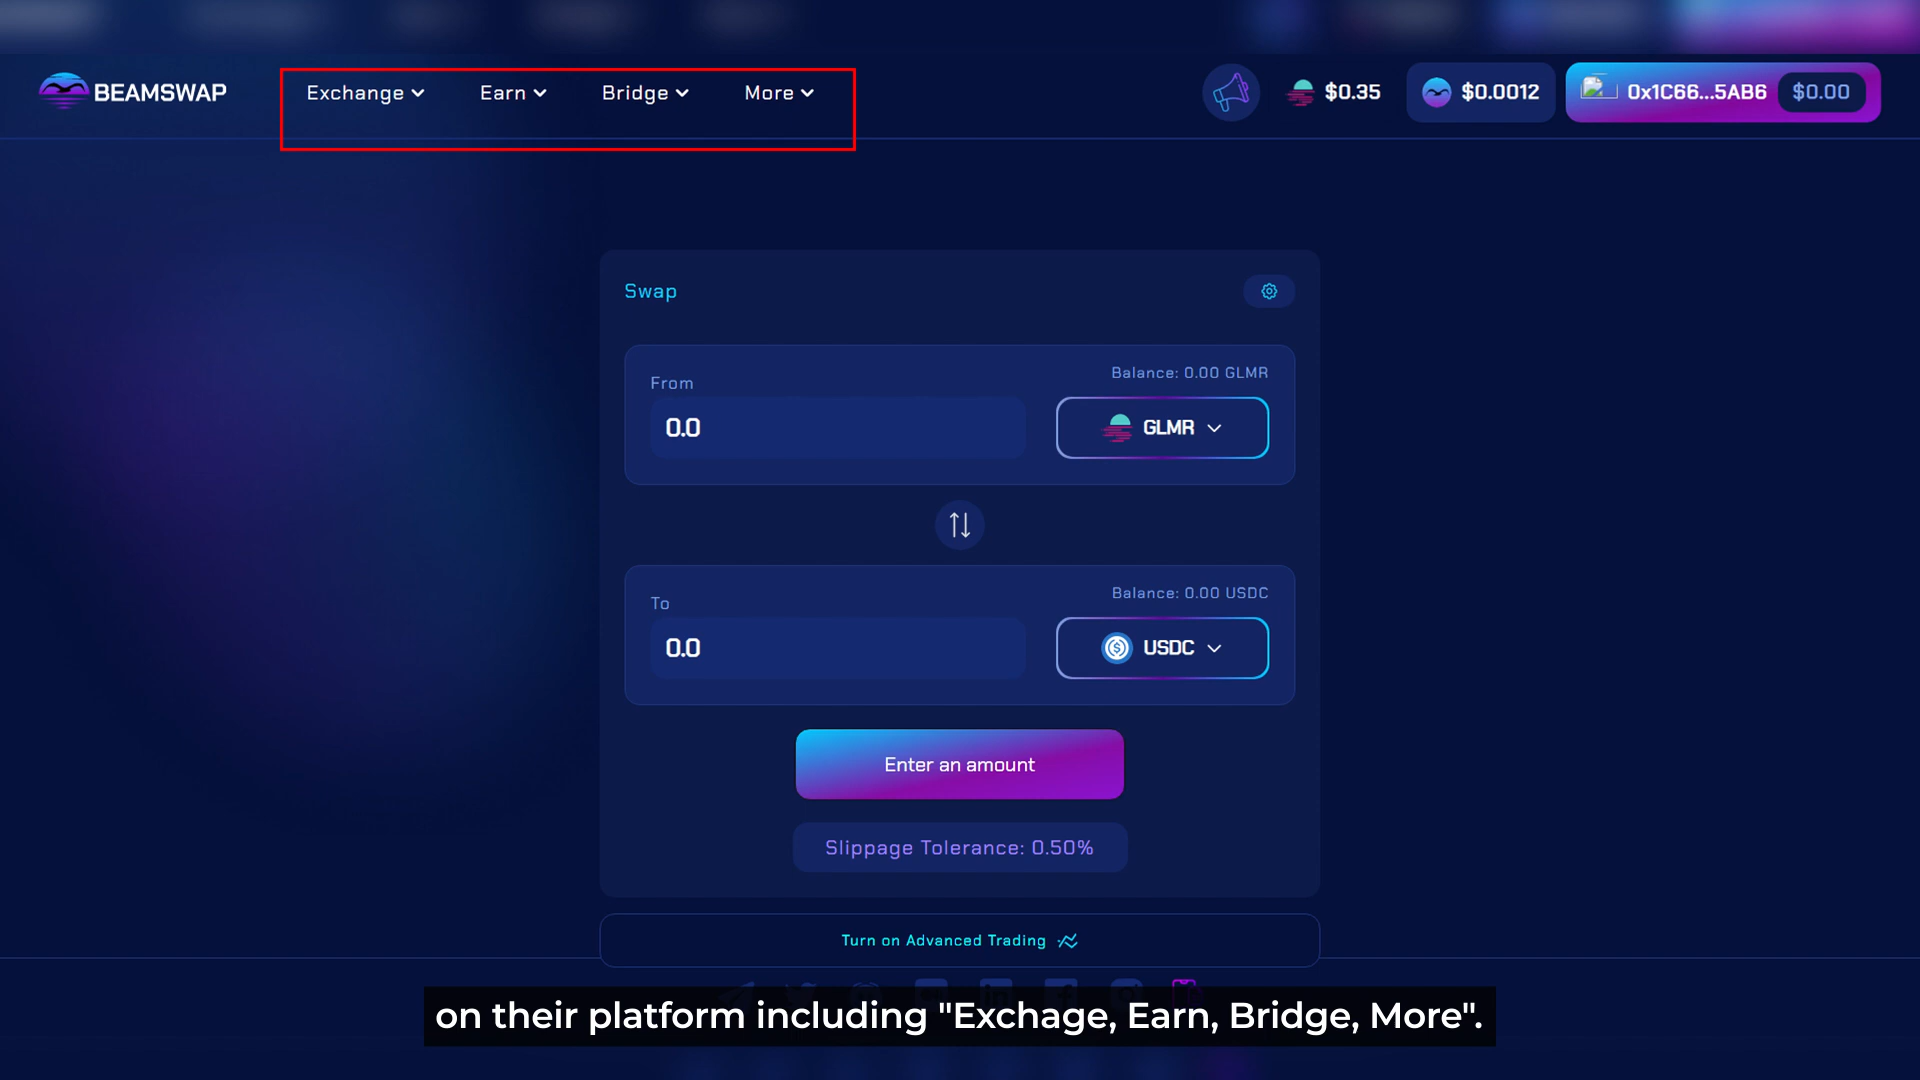 BEAMSWAP
Exchange
Earn
Bridge
More
$0.35
$0.0012
0x1C66...5AB6
$0.00
Swap
From
Balance: 0.00 GLMR
0.0
GLMR
To
Balance: 0.00 USDC
0.0
USDC
Enter an amount
Slippage Tolerance: 0.50%
Turn on Advanced Trading
on their platform including "Exchage, Earn, Bridge, More".